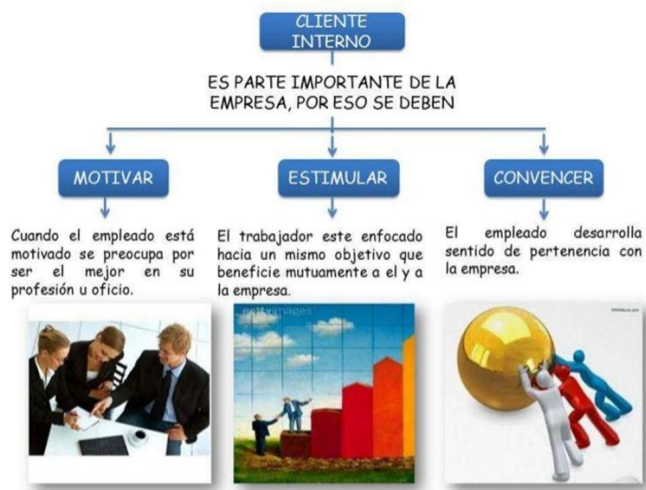 CLIENTE
INTERNO
ES PARTE IMPORTANTE DE LA
EMPRESA, POR ESO SE DEBEN
MOTIVAR
Cuando el empleado está
motivado se preocupa por
ser el mejor en su
profesión u oficio.
ESTIMULAR
El trabajador este enfocado
hacia un mismo objetivo que
beneficie mutuamente a el y a
la empresa.
CONVENCER
El empleado desarrolla
sentido de pertenencia con
la empresa.
gettyimages